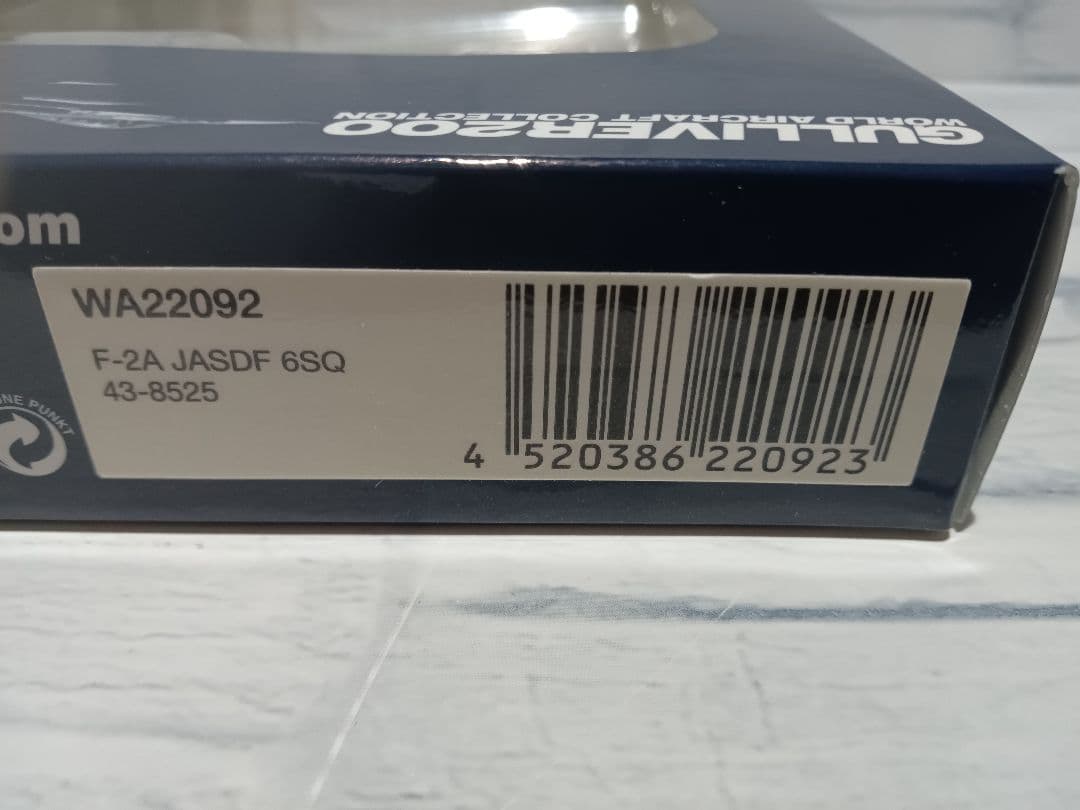 GULLIVER200
WORLD AIRCRAFT COLLECTION
om
WA22092
F-2A JASDF 6SQ
43-8525
NE PUNKT
4 520386 220923